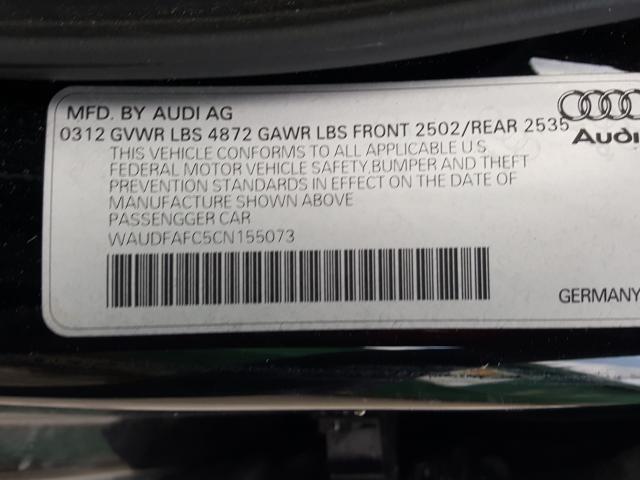 MFD. BY AUDI AG
0312 GVWR LBS 4872 GAWR LBS FRONT 2502/REAR 2535
THIS VEHICLE CONFORMS TO ALL APPLICABLE U.S
FEDERAL MOTOR VEHICLE SAFETY,BUMPER AND THEFT
PREVENTION STANDARDS IN EFFECT ON THE DATE OF
MANUFACTURE SHOWN ABOVE
PASSENGGER CAR
WAUDFAFC5CN155073
Audi
GERMANY